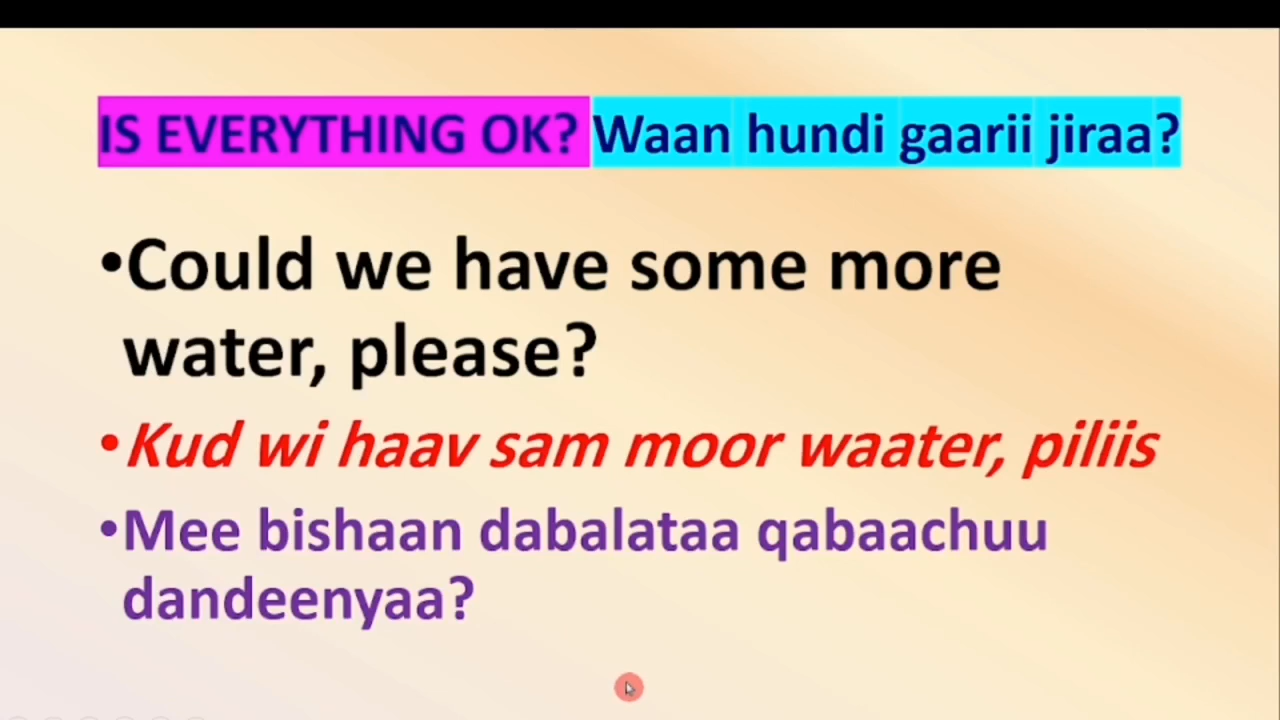 IS EVERYTHING OK? Waan hundi gaarii jiraa?
•Could we have some more
water, please?
•Kud wi haav sam moor waater, piliis
•Mee bishaan dabalataa qabaachuu
dandeenyaa?